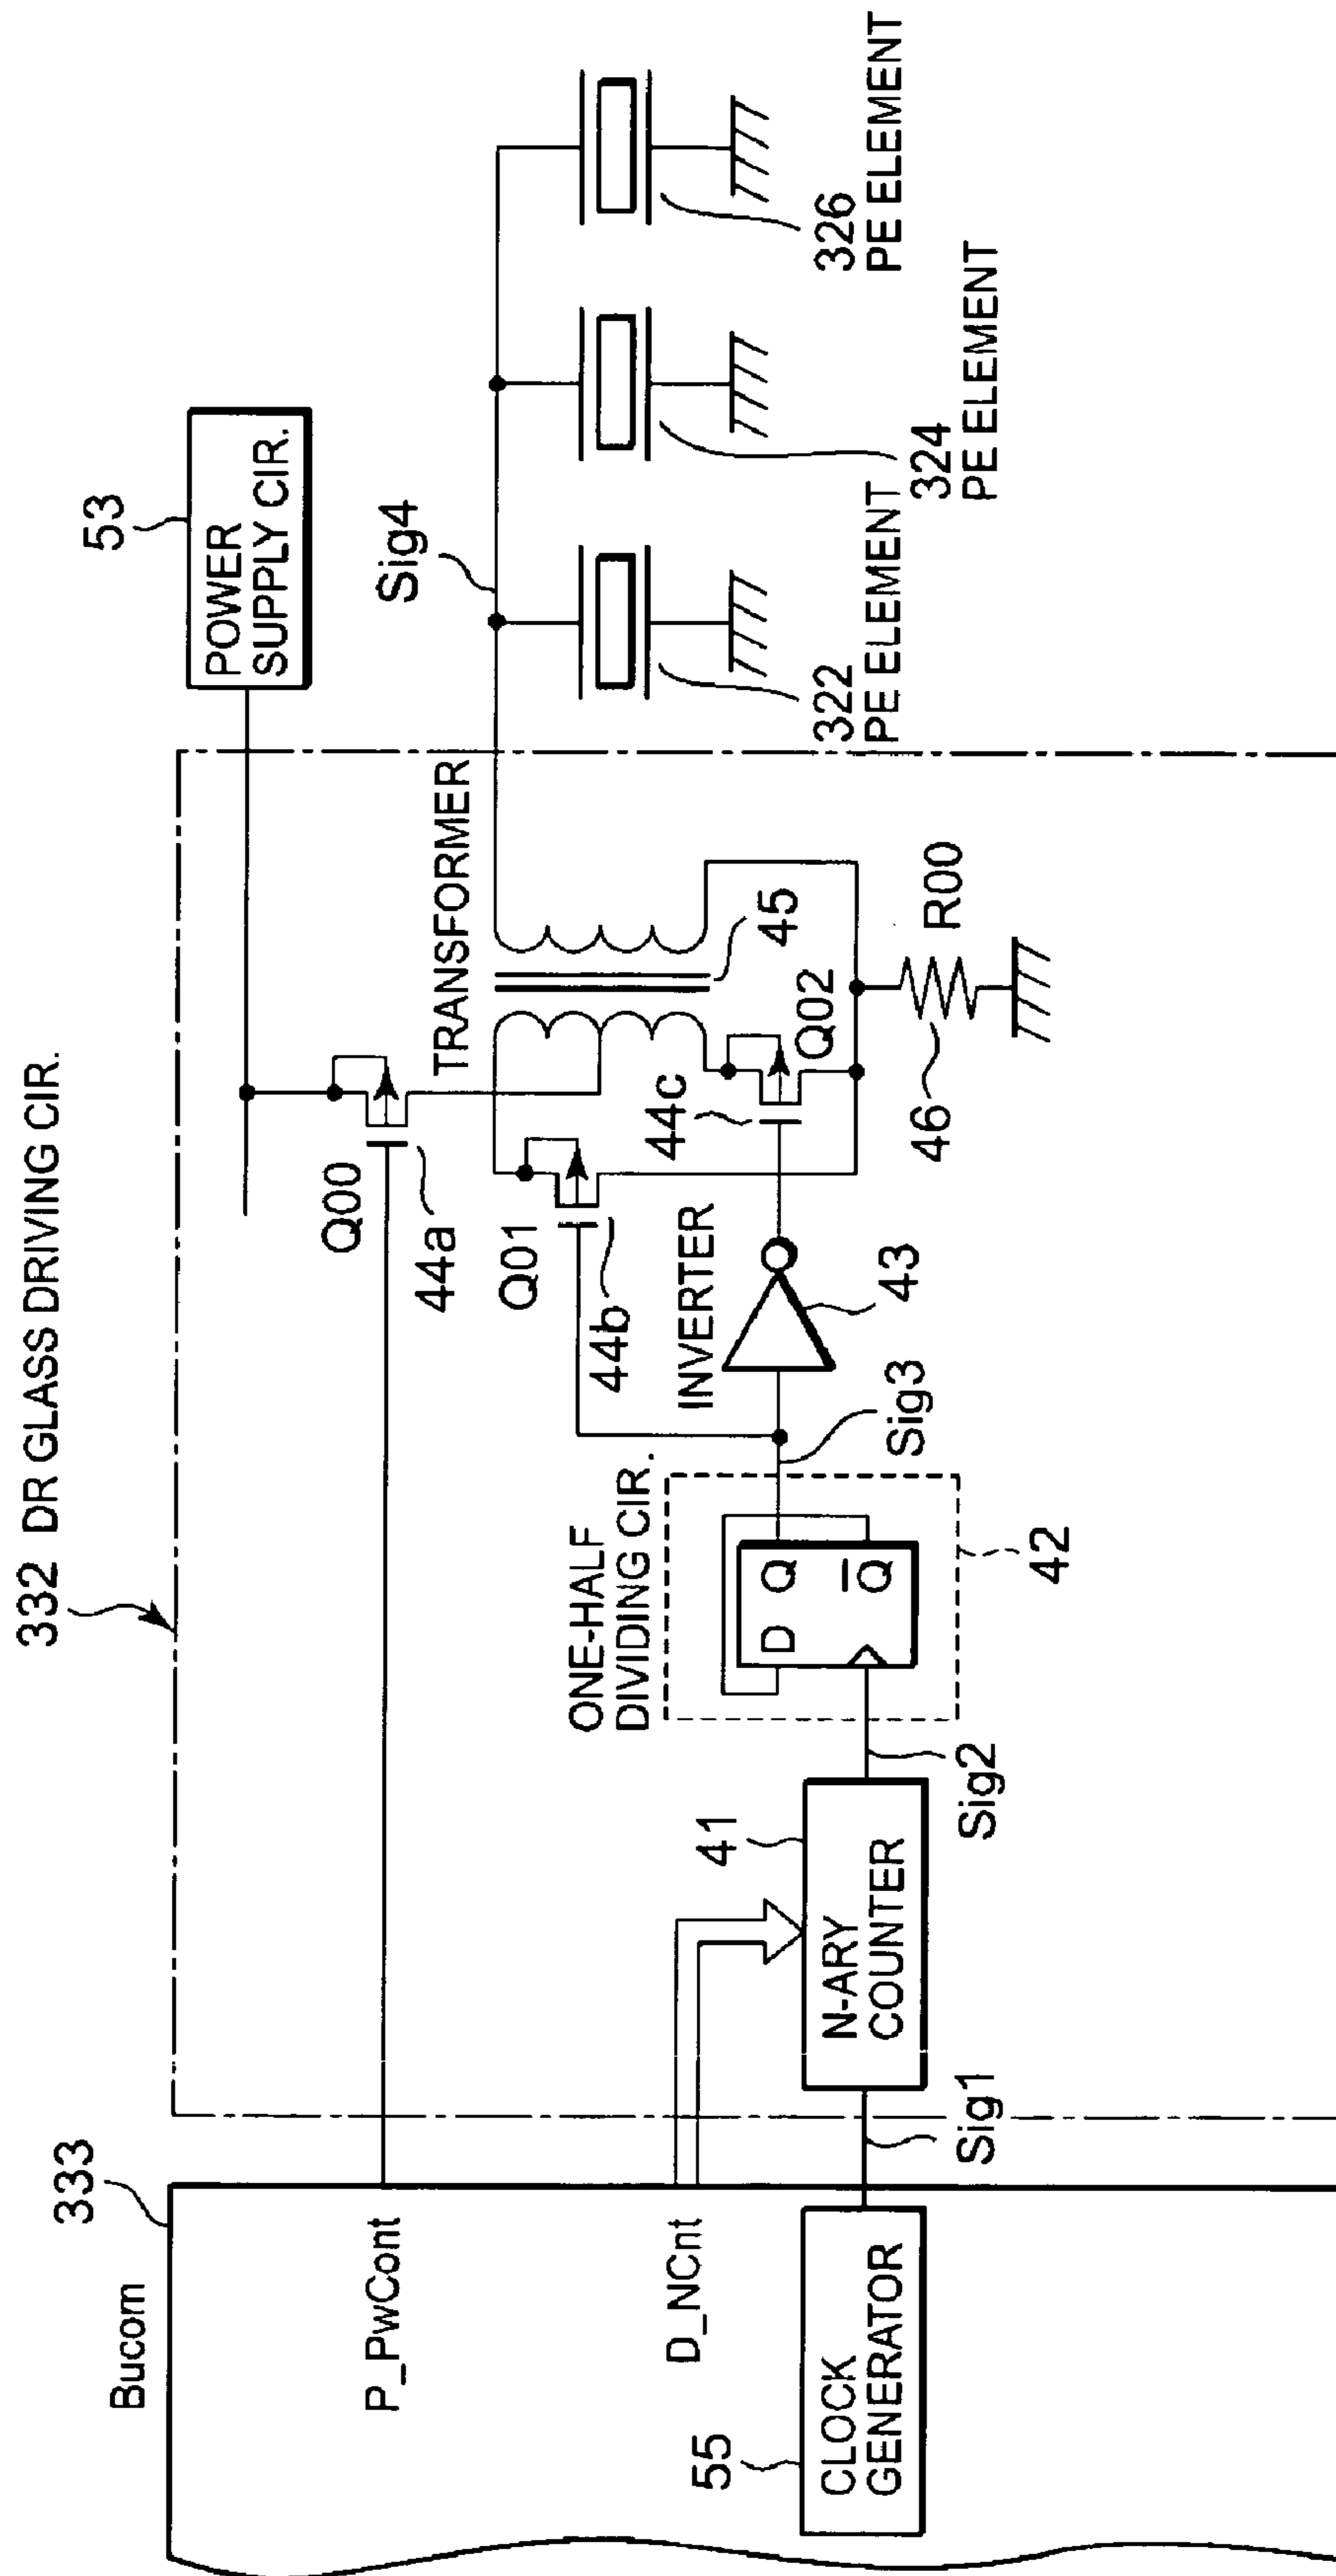 332 DR GLASS DRIVING CIR.
333
Bucom
P_PwCont
D_NCnt
55
CLOCK
GENERATOR
Sig1
41
N-ARY
COUNTER
Sig2
ONE-HALF
DIVIDING CIR.
D Q
Q
42
Sig3
INVERTER
43
Q00
44a
Q01
44b
44c
Q02
TRANSFORMER
45
46
R00
53
POWER
SUPPLY CIR.
Sig4
322
PE ELEMENT
324
PE ELEMENT
326
PE ELEMENT